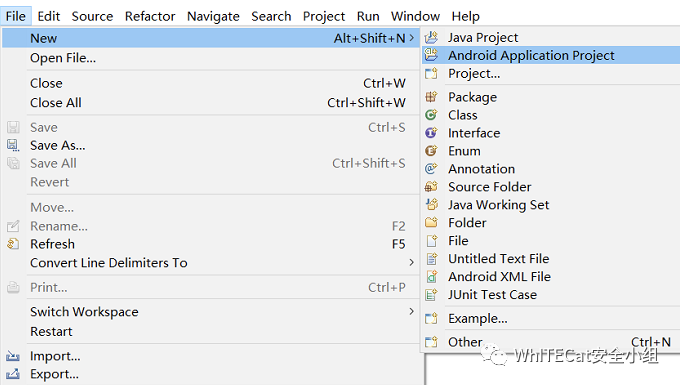 File Edit Source Refactor Navigate Search Project Run Window Help
New Alt+Shift+N
Open File...
Close Ctrl+W
Close All Ctrl+Shift+W
Save Ctrl+S
Save As...
Save All Ctrl+Shift+S
Revert
Move...
Rename... F2
Refresh F5
Convert Line Delimiters To
Print... Ctrl+P
Switch Workspace
Restart
Import...
Export...
Java Project
Android Application Project
Project...
Package
Class
Interface
Enum
Annotation
Source Folder
Java Working Set
Folder
File
Untitled Text File
Android XML File
JUnit Test Case
Example...
Other Ctrl+N
WhITECat安全小组